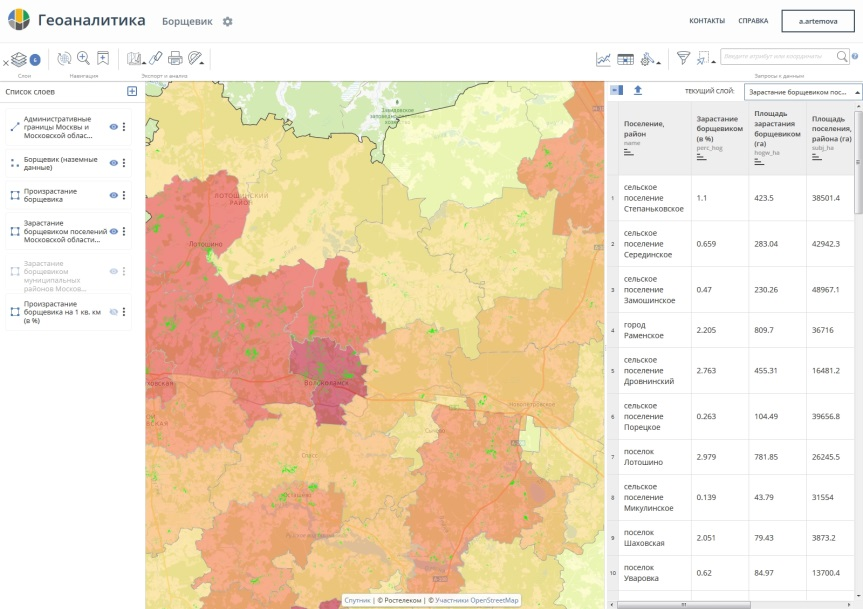 Геоаналитика
Борщевик
КОНТАКТЫ
СПРАВКА
a.artemova
6
Слои
Навигация
Экспорт и анализ
Введите атрибут или координаты
Запросы к данным
Список слоев
Административные
границы Москвы и
Московской облас...
Борщевик (наземные
данные)
Произрастание
борщевика
Зарастание
борщевиком поселений
Московской области...
Зарастание
борщевиком
муниципальных
районов Москов...
Произрастание
борщевика на 1 кв. км
(в %)
ЛОТОШИНСКИЙ
РАЙОН
Лотошино
Волоколамск
Спутник | © Ростелеком | © Участники OpenStreetMap
ТЕКУЩИЙ СЛОЙ:
Зарастание борщевиком пос...
Поселение,
район
name
Зарастание
борщевиком
(в %)
perc_hog
Площадь
зарастания
борщевиком
(га)
hogw_ha
Площадь
поселения,
района (га)
subj_ha
1
сельское
поселение
Степаньковское
1.1
423.5
38501.4
2
сельское
поселение
Серединское
0.659
283.04
42942.3
3
сельское
поселение
Замошинское
0.47
230.26
48967.1
4
город
Раменское
2.205
809.7
36716
5
сельское
поселение
Дровнинский
2.763
455.31
16481.2
6
сельское
поселение
Порецкое
0.263
104.49
39656.8
7
поселок
Лотошино
2.979
781.85
26245.5
8
сельское
поселение
Микулинское
0.139
43.79
31554
9
поселок
Шаховская
2.051
79.43
3873.2
10
поселок
Уваровка
0.62
84.97
13700.4